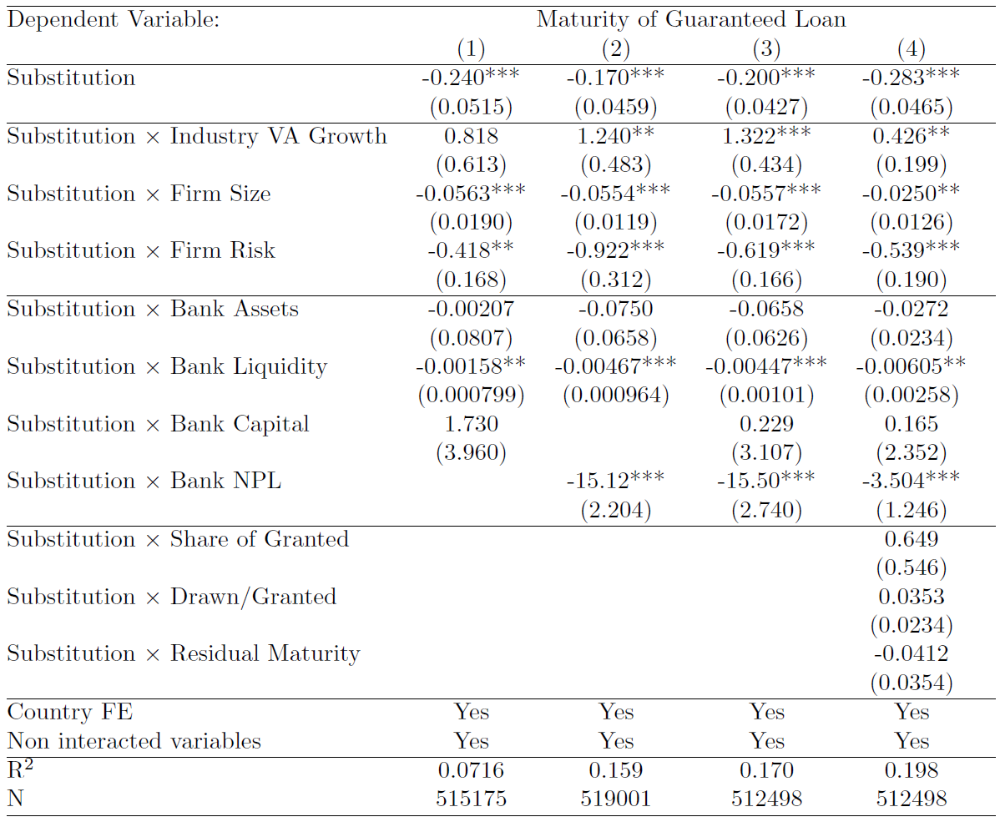 Dependent Variable: Maturity of Guaranteed Loan
(1) (2) (3) (4)
Substitution -0.240*** -0.170*** -0.200*** -0.283***
(0.0515) (0.0459) (0.0427) (0.0465)
Substitution × Industry VA Growth 0.818 1.240** 1.322*** 0.426**
(0.613) (0.483) (0.434) (0.199)
Substitution × Firm Size -0.0563*** -0.0554*** -0.0557*** -0.0250**
(0.0190) (0.0119) (0.0172) (0.0126)
Substitution × Firm Risk -0.418** -0.922*** -0.619*** -0.539***
(0.168) (0.312) (0.166) (0.190)
Substitution × Bank Assets -0.00207 -0.0750 -0.0658 -0.0272
(0.0807) (0.0658) (0.0626) (0.0234)
Substitution × Bank Liquidity -0.00158** -0.00467*** -0.00447*** -0.00605**
(0.000799) (0.000964) (0.00101) (0.00258)
Substitution × Bank Capital 1.730 0.229 0.165
(3.960) (3.107) (2.352)
Substitution × Bank NPL -15.12*** -15.50*** -3.504***
(2.204) (2.740) (1.246)
Substitution × Share of Granted 0.649
(0.546)
Substitution × Drawn/Granted 0.0353
(0.0234)
Substitution × Residual Maturity -0.0412
(0.0354)
Country FE Yes Yes Yes Yes
Non interacted variables Yes Yes Yes Yes
R² 0.0716 0.159 0.170 0.198
N 515175 519001 512498 512498